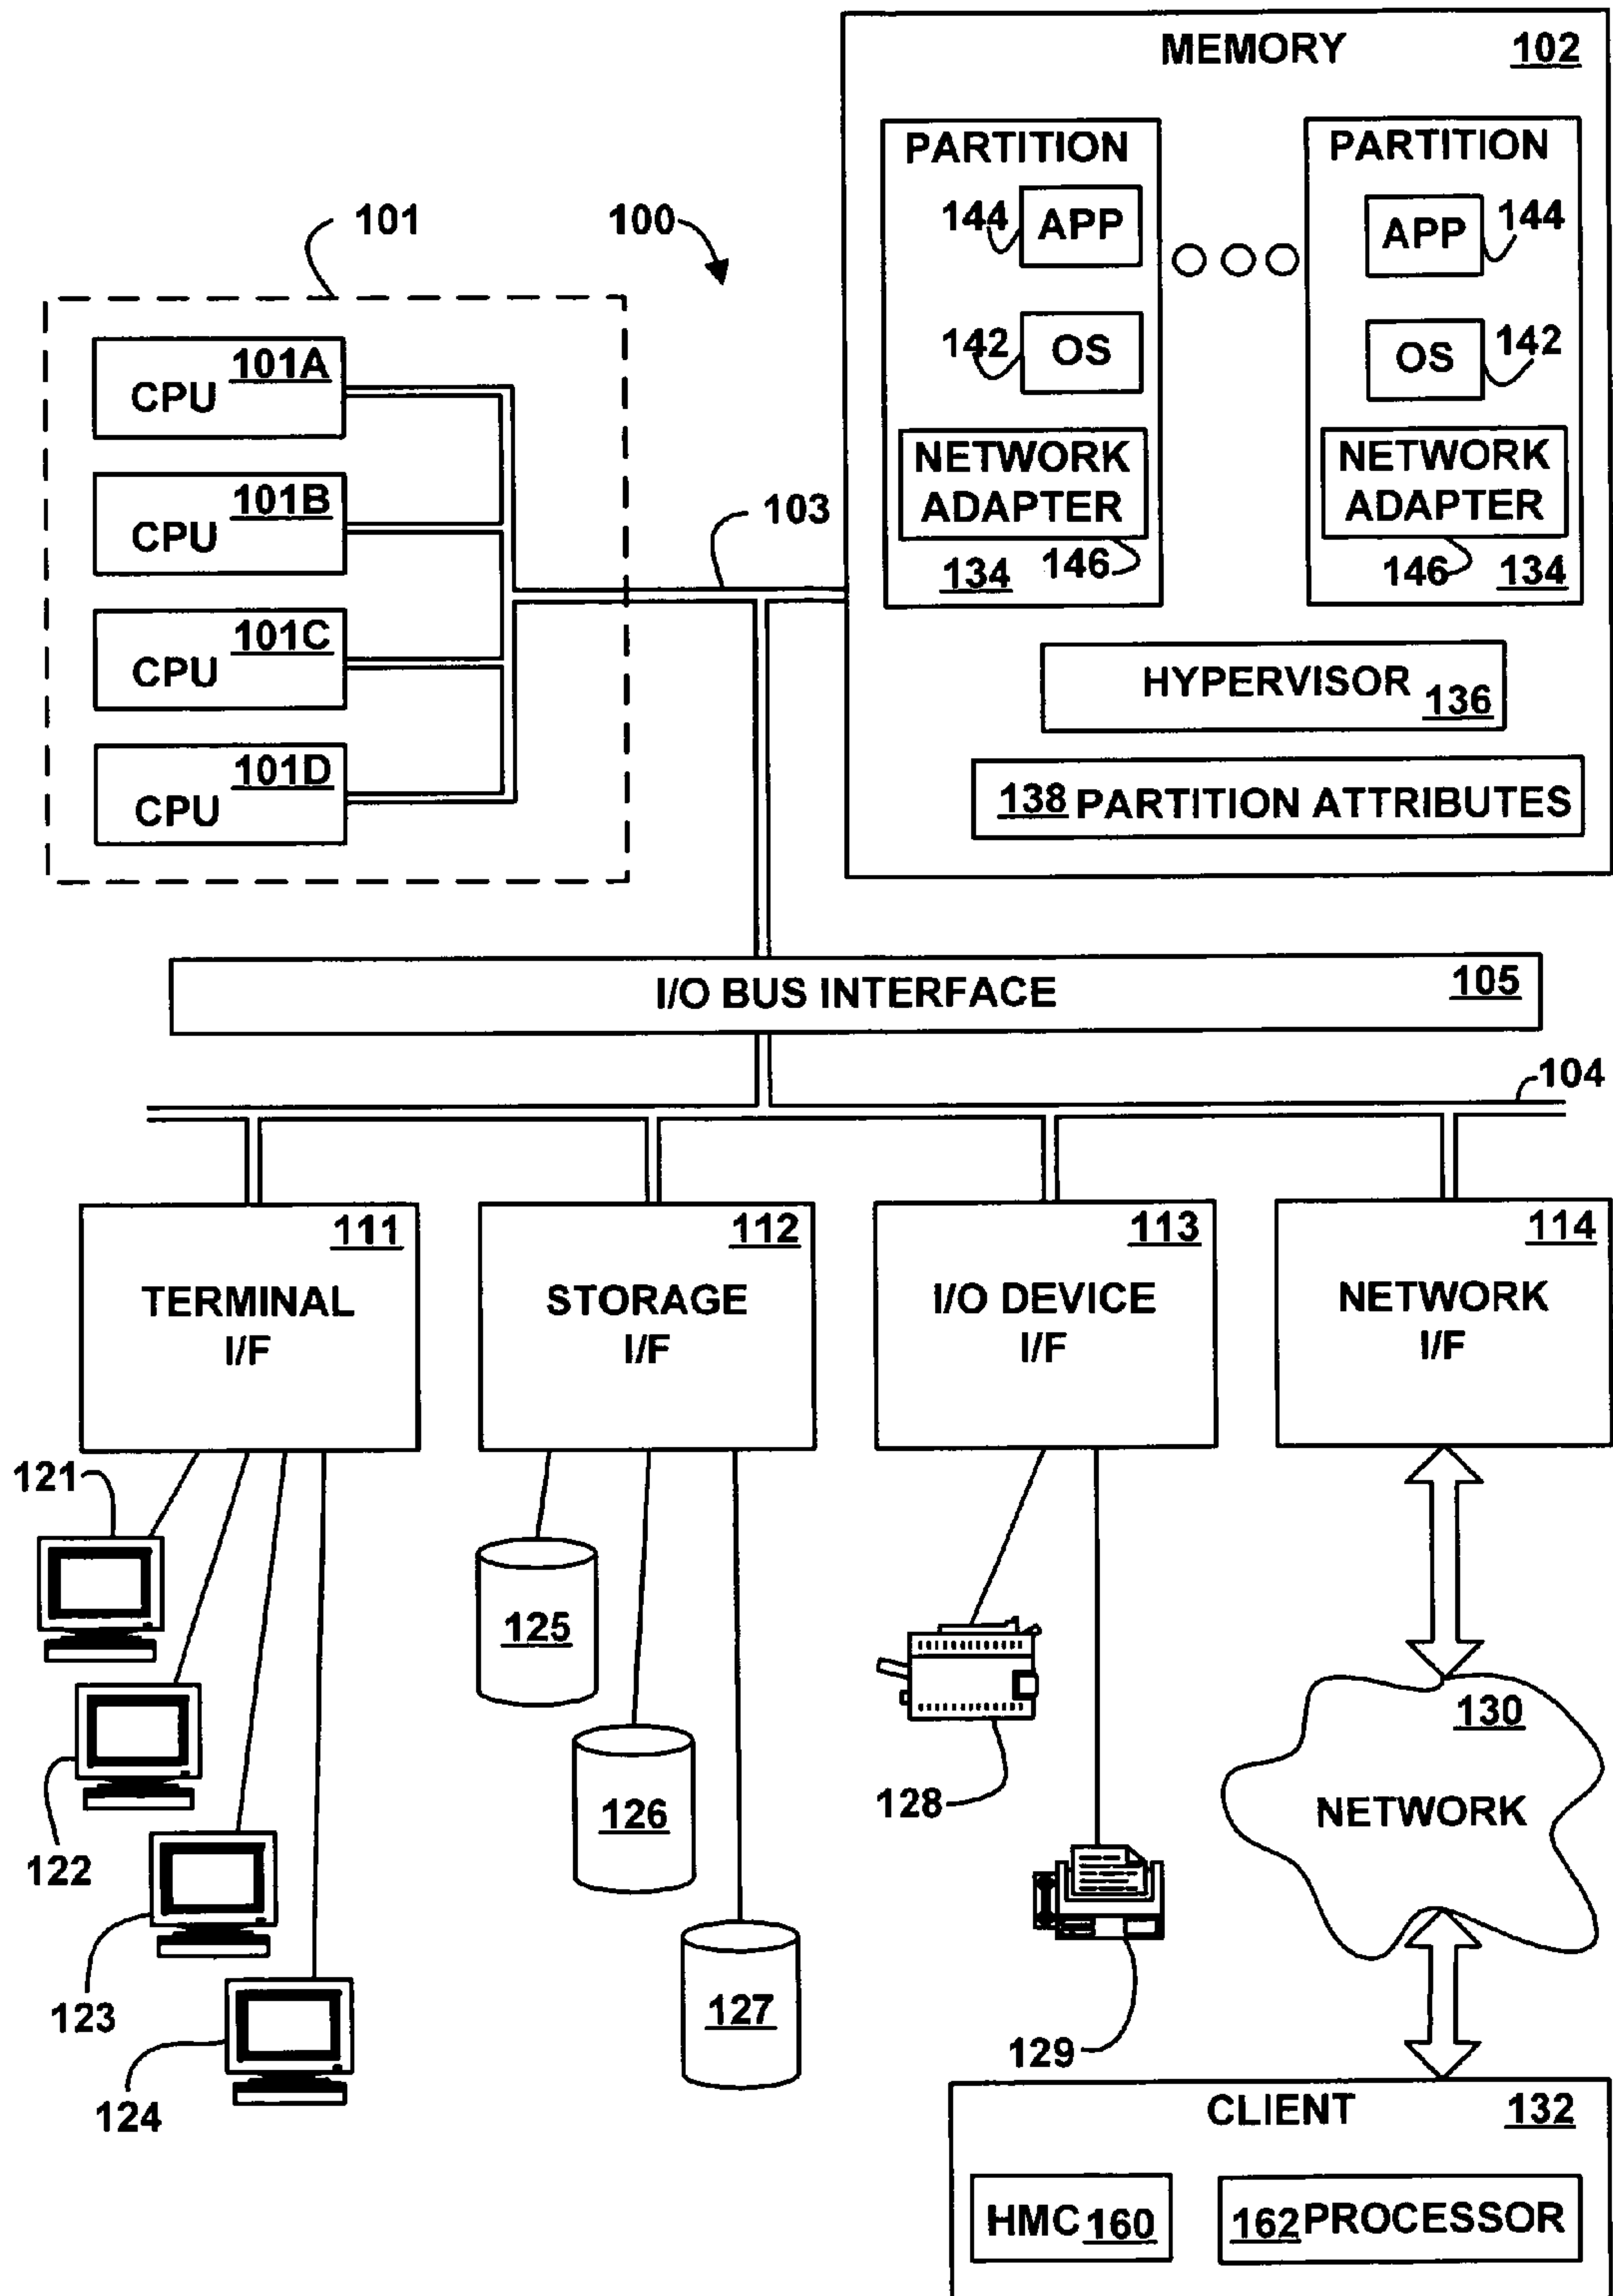 MEMORY 102
PARTITION
144 APP
142 OS
NETWORK
ADAPTER
134 146
PARTITION
APP 144
OS 142
NETWORK
ADAPTER
146 134
HYPERVISOR 136
138 PARTITION ATTRIBUTES
101
100
101A
CPU
101B
CPU
101C
CPU
101D
CPU
103
I/O BUS INTERFACE 105
104
111
TERMINAL
I/F
112
STORAGE
I/F
113
I/O DEVICE
I/F
114
NETWORK
I/F
121
122
123
124
125
126
127
128
129
130
NETWORK
CLIENT 132
HMC 160
162 PROCESSOR